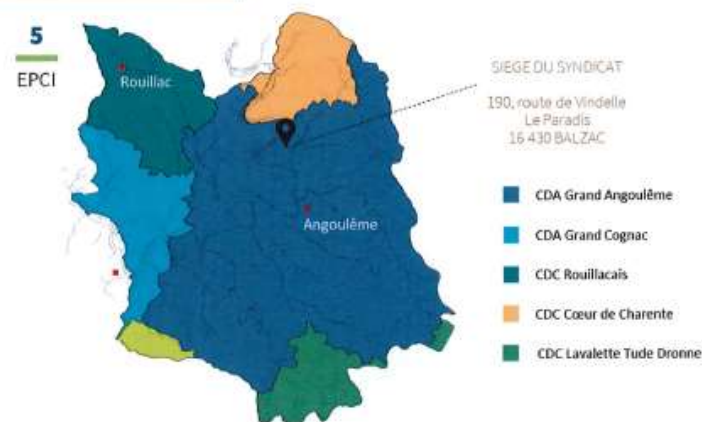 5
EPCI
Rouillac
Angoulême
SIEGE DU SYNDICAT
190, route de Vindelle
Le Paradis
16 430 BALZAC
CDA Grand Angoulême
CDA Grand Cognac
CDC Rouillacais
CDC Cœur de Charente
CDC Lavalette Tude Dronne